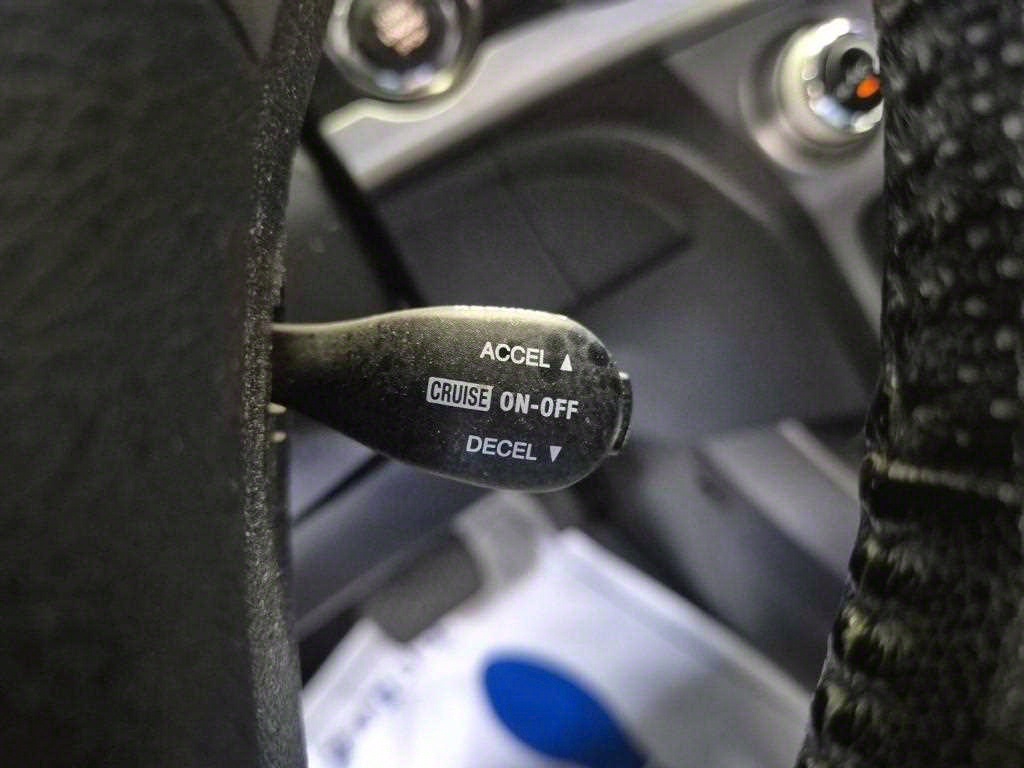 ACCEL ▲
CRUISE ON-OFF
DECEL ▼